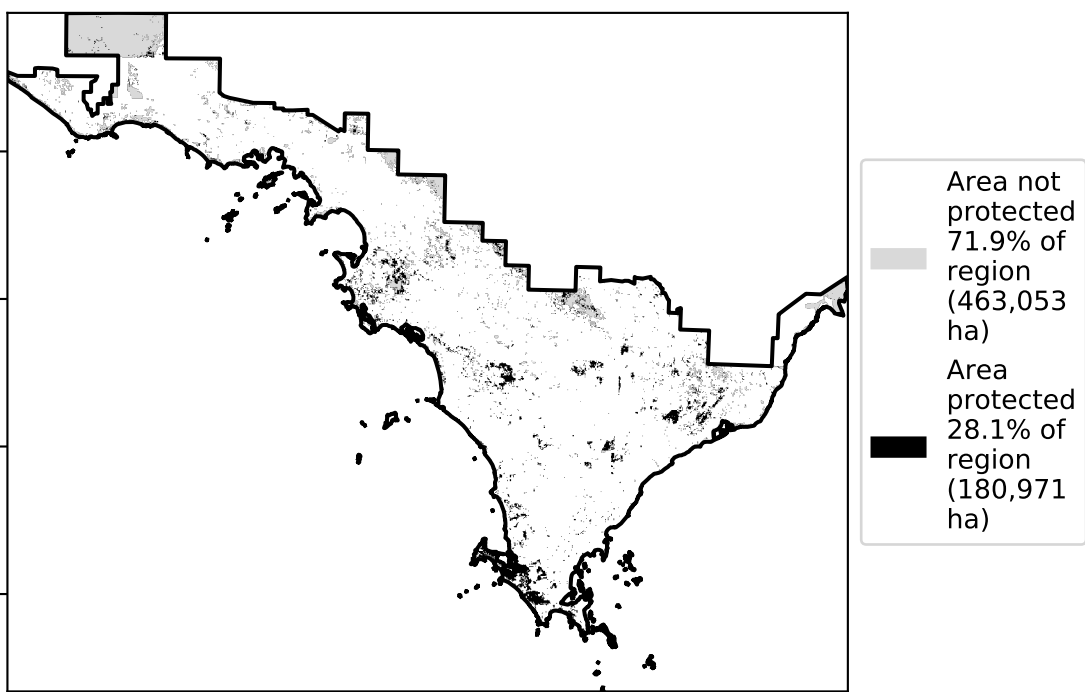 Area not
protected
71.9% of
region
(463,053
ha)
Area
protected
28.1% of
region
(180,971
ha)